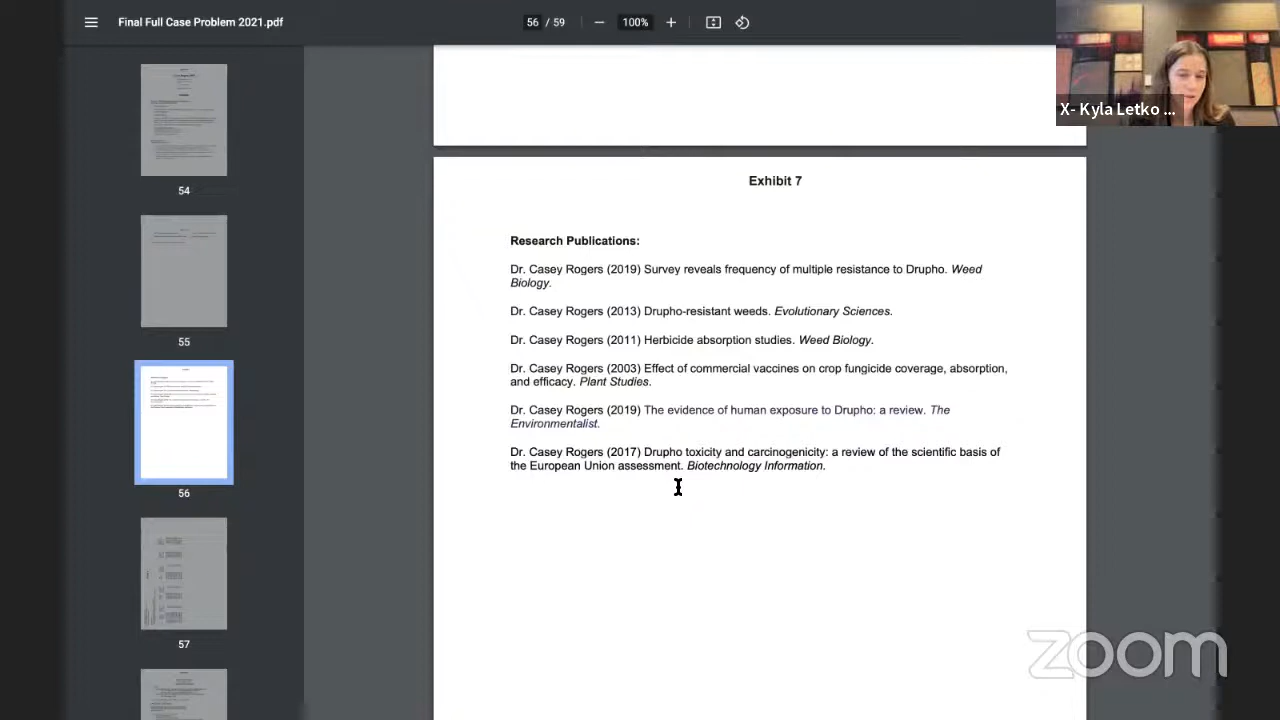 Final Full Case Problem 2021.pdf
56 / 59
100%
X- Kyla Letko ...
54
55
56
57
Exhibit 7
Research Publications:
Dr. Casey Rogers (2019) Survey reveals frequency of multiple resistance to Drupho. Weed
Biology.
Dr. Casey Rogers (2013) Drupho-resistant weeds. Evolutionary Sciences.
Dr. Casey Rogers (2011) Herbicide absorption studies. Weed Biology.
Dr. Casey Rogers (2003) Effect of commercial vaccines on crop fungicide coverage, absorption,
and efficacy. Plant Studies.
Dr. Casey Rogers (2019) The evidence of human exposure to Drupho: a review. The
Environmentalist.
Dr. Casey Rogers (2017) Drupho toxicity and carcinogenicity: a review of the scientific basis of
the European Union assessment. Biotechnology Information.
zoom